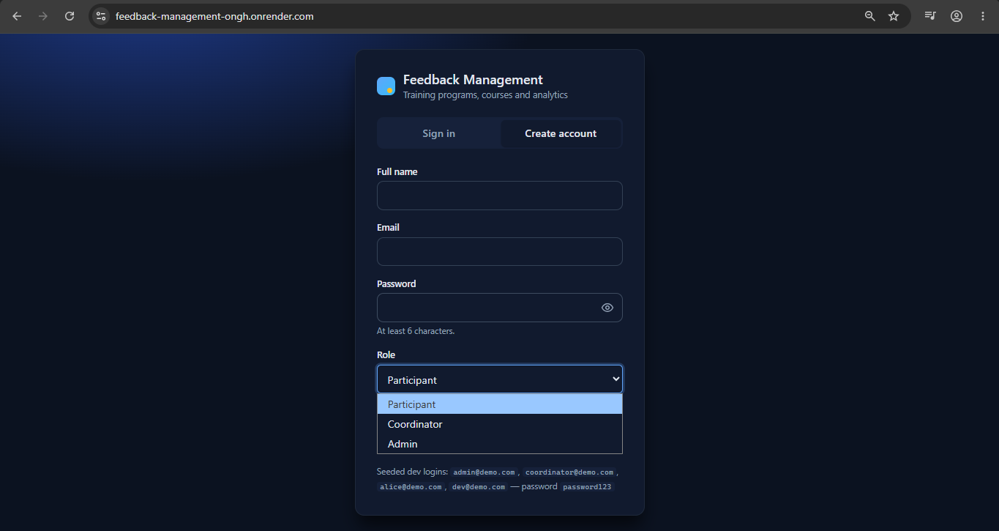 feedback-management-ongh.onrender.com
Feedback Management
Training programs, courses and analytics
Sign in Create account
Full name
Email
Password
At least 6 characters.
Role
Participant
Participant
Coordinator
Admin
Seeded dev logins: admin@demo.com , coordinator@demo.com ,
alice@demo.com , dev@demo.com — password password123